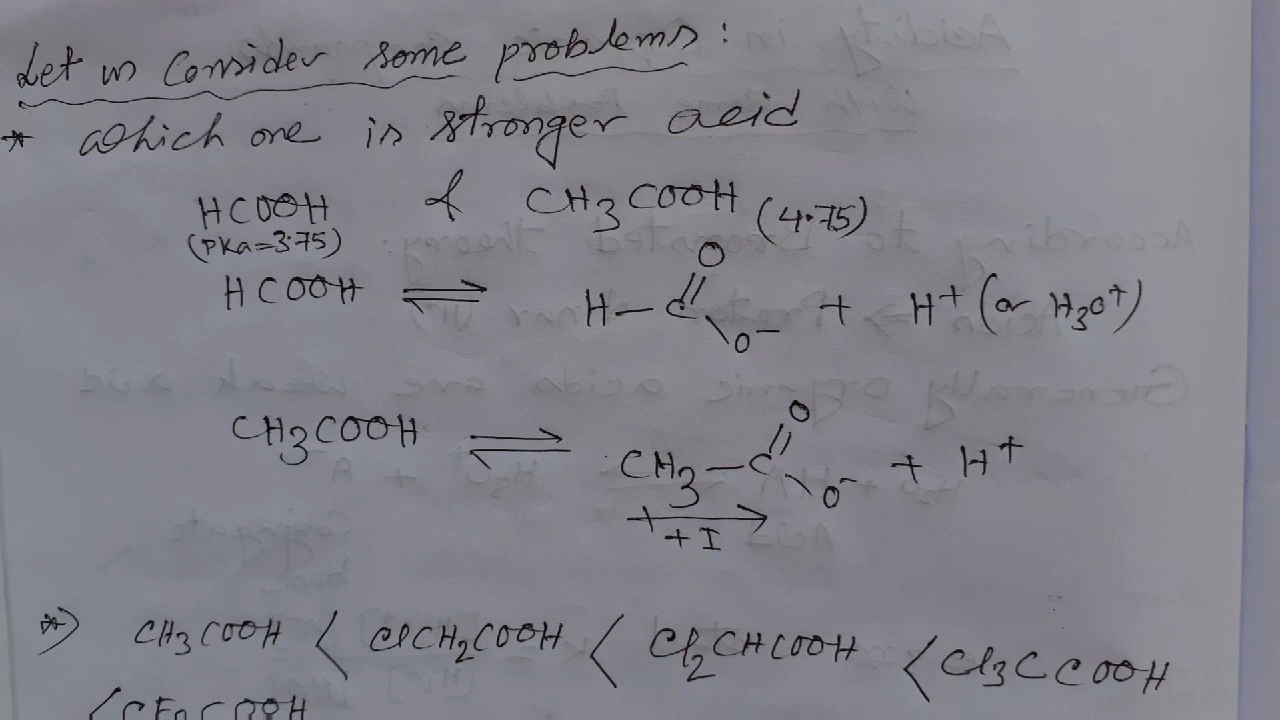 Let us Consider some problems:
* Which one is stronger acid
HCOOH & CH3COOH (4.75)
(PKa=3.75)
O
HCOOH ⇌ H-C + H+ (or H3O+)
O-
O
CH3COOH ⇌ CH3-C + H+
O-
+I
*) CH3COOH < ClCH2COOH < Cl2CHCOOH < Cl3CCOOH
< CF3COOH